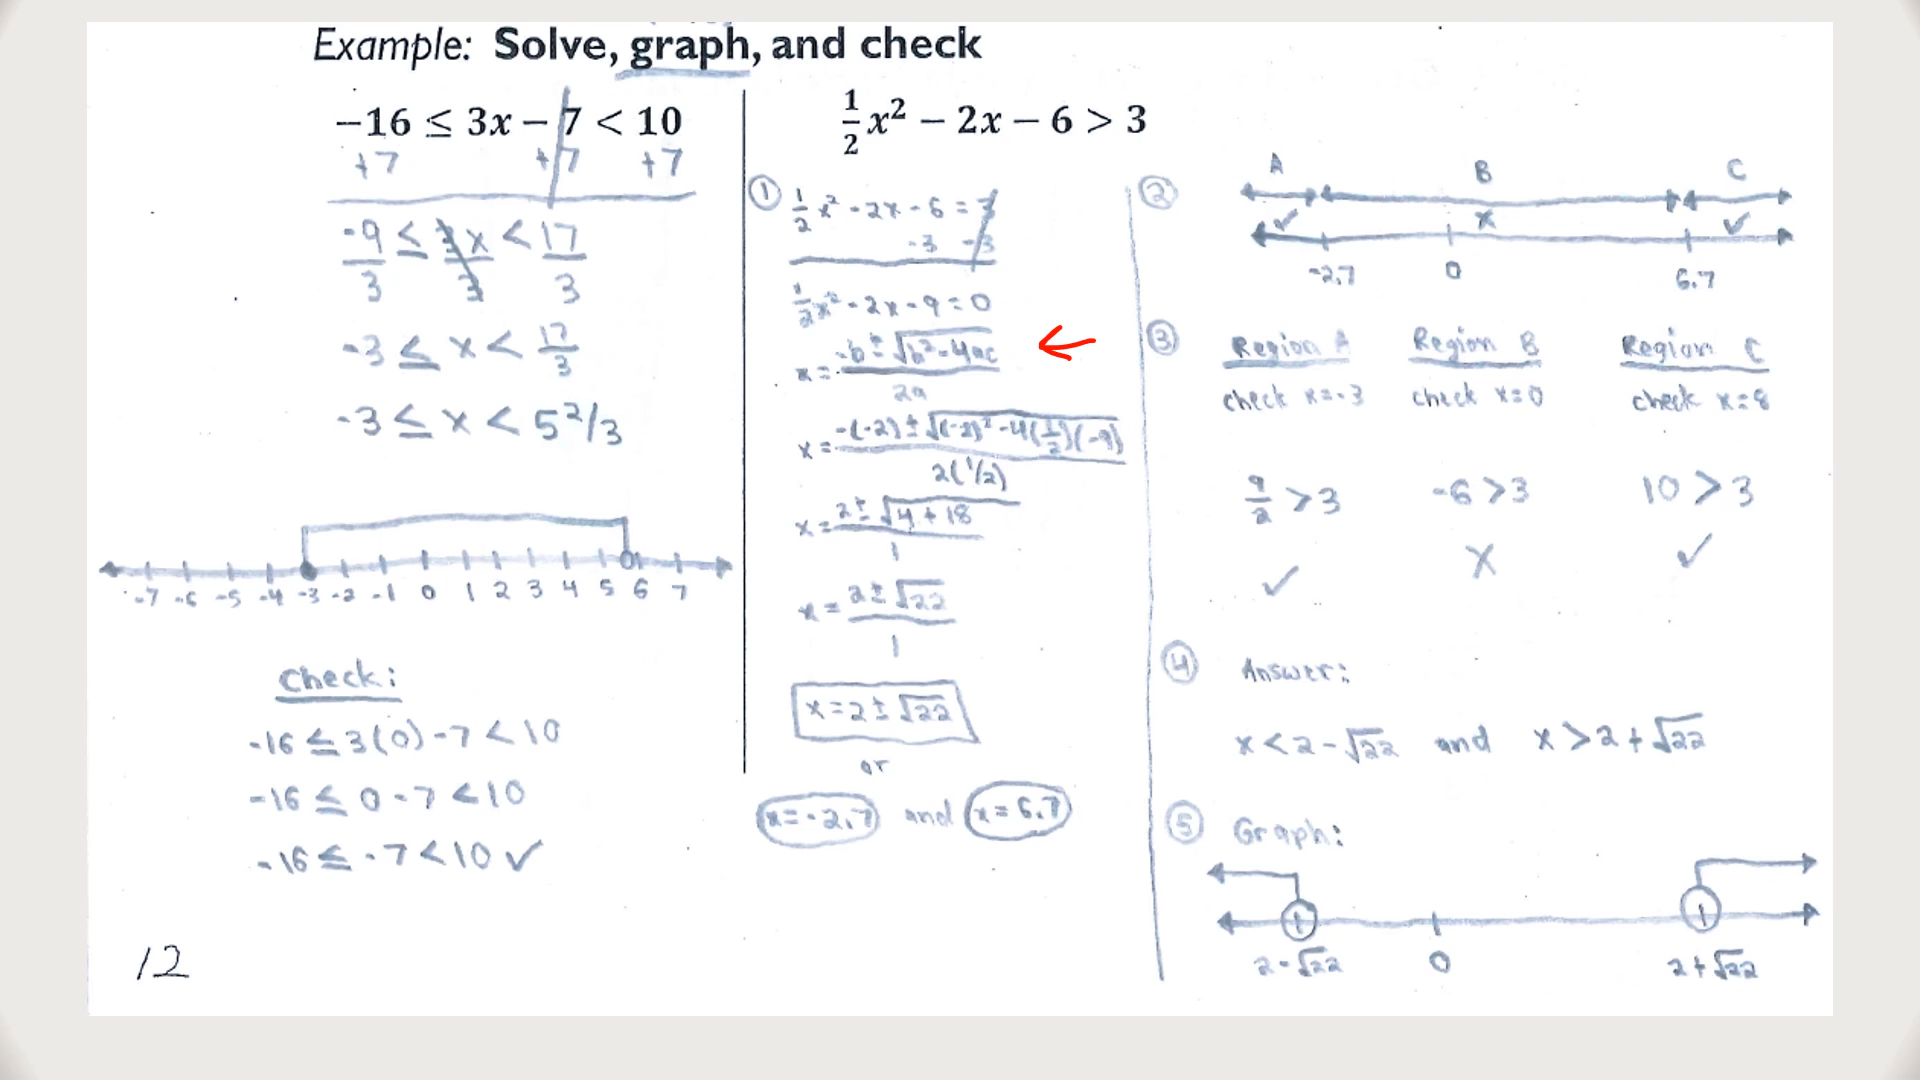 Example: Solve, graph, and check
−16 ≤ 3x − 7 < 10
+7 +7 +7
-9/3 ≤ 3x/3 < 17/3
-3 ≤ x < 17/3
-3 ≤ x < 5 2/3
-7 -6 -5 -4 -3 -2 -1 0 1 2 3 4 5 6 7
Check:
-16 ≤ 3(0) - 7 < 10
-16 ≤ 0 - 7 < 10
-16 ≤ -7 < 10 ✓
12
1/2 x² − 2x − 6 > 3
① 1/2 x² - 2x - 6 = 3
-3 -3
1/2 x² - 2x - 9 = 0
x = -b ± √b² - 4ac / 2a
x = -(-2) ± √(-2)² - 4(1/2)(-9) / 2(1/2)
x = 2 ± √4 + 18 / 1
x = 2 ± √22 / 1
x = 2 ± √22
or
x = -2.7 and x = 6.7
② A B C
✓ x ✓
-2.7 0 6.7
③ Region A Region B Region C
check x=-3 check x=0 check x=8
9/2 > 3 -6 > 3 10 > 3
✓ X ✓
④ Answer:
x < 2 - √22 and x > 2 + √22
⑤ Graph:
2 - √22 0 2 + √22